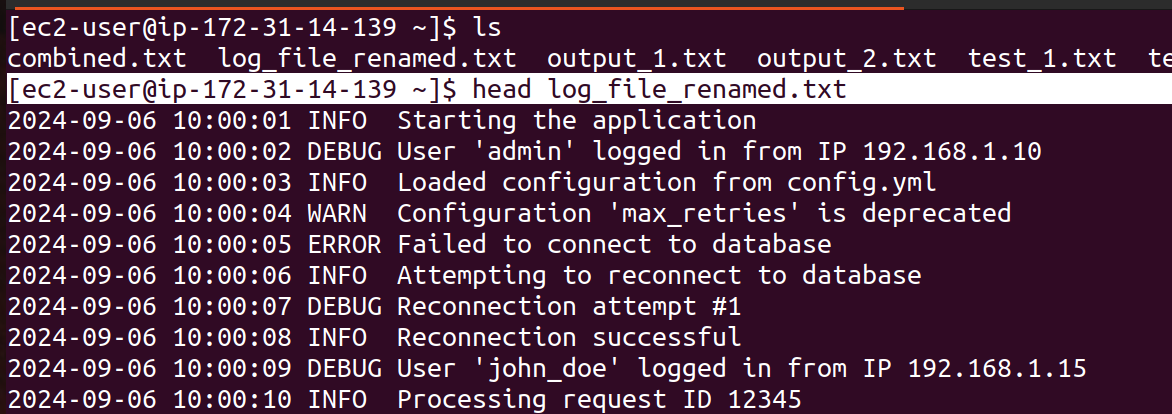 [ec2-user@ip-172-31-14-139 ~]$ ls
combined.txt  log_file_renamed.txt  output_1.txt  output_2.txt  test_1.txt  te
[ec2-user@ip-172-31-14-139 ~]$ head log_file_renamed.txt
2024-09-06 10:00:01 INFO  Starting the application
2024-09-06 10:00:02 DEBUG User 'admin' logged in from IP 192.168.1.10
2024-09-06 10:00:03 INFO  Loaded configuration from config.yml
2024-09-06 10:00:04 WARN  Configuration 'max_retries' is deprecated
2024-09-06 10:00:05 ERROR Failed to connect to database
2024-09-06 10:00:06 INFO  Attempting to reconnect to database
2024-09-06 10:00:07 DEBUG Reconnection attempt #1
2024-09-06 10:00:08 INFO  Reconnection successful
2024-09-06 10:00:09 DEBUG User 'john_doe' logged in from IP 192.168.1.15
2024-09-06 10:00:10 INFO  Processing request ID 12345